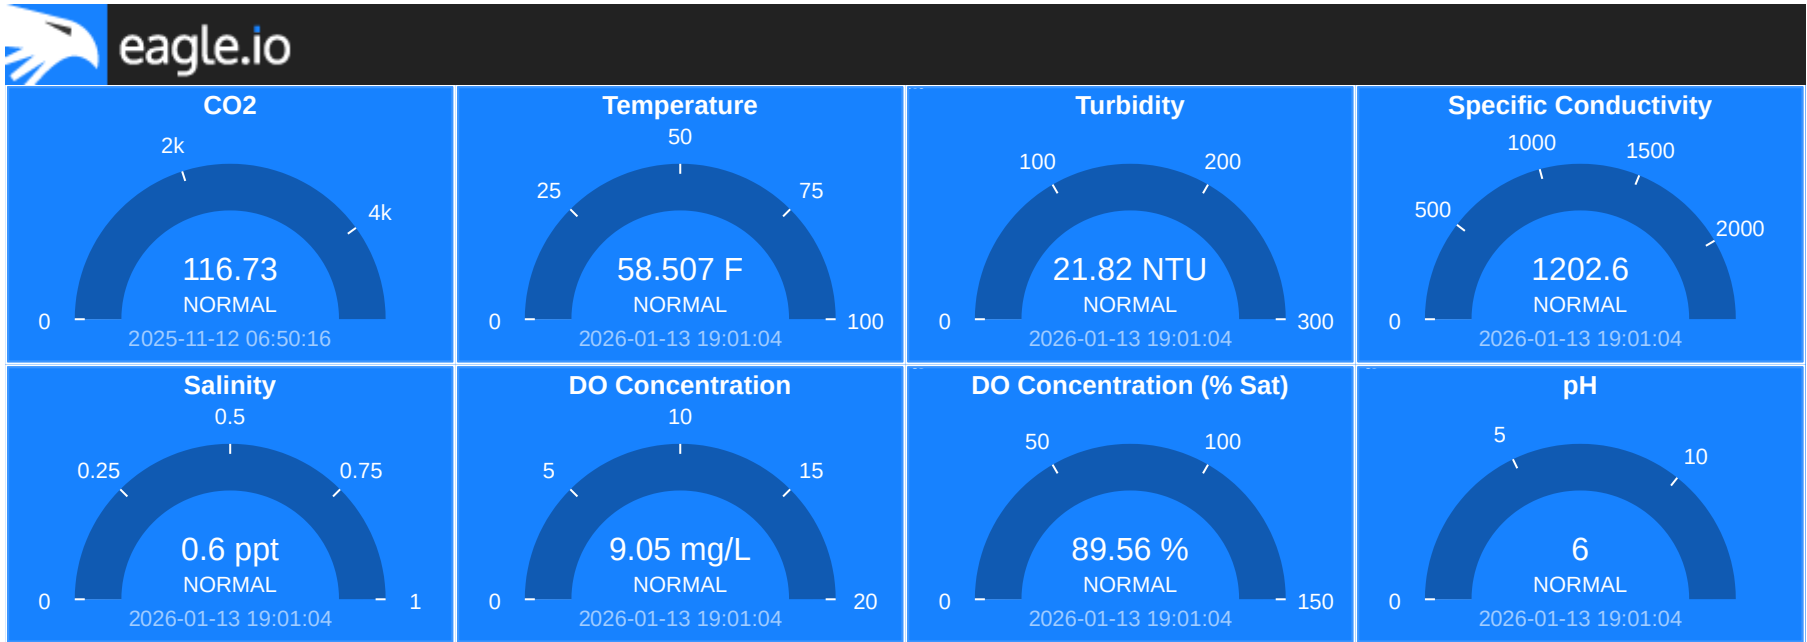 eagle.io
CO2
2k
4k
0
116.73
NORMAL
2025-11-12 06:50:16
Temperature
50
25
75
0
100
58.507 F
NORMAL
2026-01-13 19:01:04
Turbidity
100
200
0
300
21.82 NTU
NORMAL
2026-01-13 19:01:04
Specific Conductivity
1000
1500
500
2000
0
1202.6
NORMAL
2026-01-13 19:01:04
Salinity
0.5
0.25
0.75
0
1
0.6 ppt
NORMAL
2026-01-13 19:01:04
DO Concentration
10
5
15
0
20
9.05 mg/L
NORMAL
2026-01-13 19:01:04
DO Concentration (% Sat)
50
100
0
150
89.56 %
NORMAL
2026-01-13 19:01:04
pH
5
10
0
6
NORMAL
2026-01-13 19:01:04